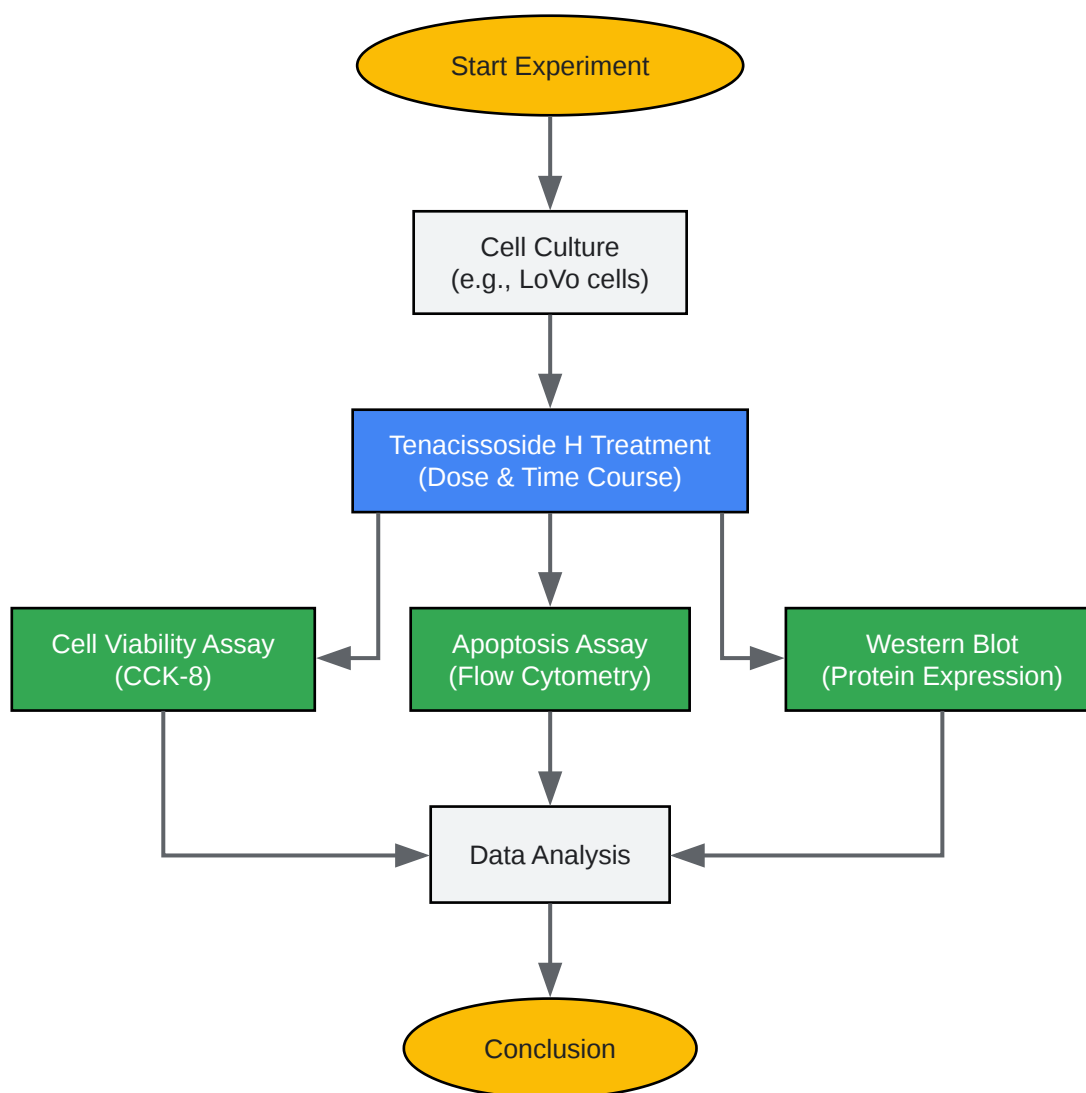 Start Experiment
Cell Culture
(e.g., LoVo cells)
Tenacissoside H Treatment
(Dose & Time Course)
Cell Viability Assay
(CCK-8)
Apoptosis Assay
(Flow Cytometry)
Western Blot
(Protein Expression)
Data Analysis
Conclusion